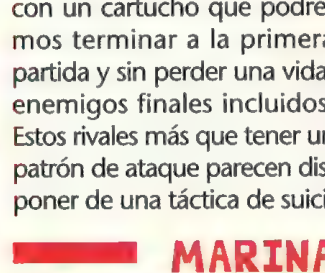 con un cartucho que podre
mos terminar a la primera
partida y sin perder una vida
enemigos finales incluidos
Estos rivales más que tener un
patrón de ataque parecen dis
poner de una táctica de suici
MARINA